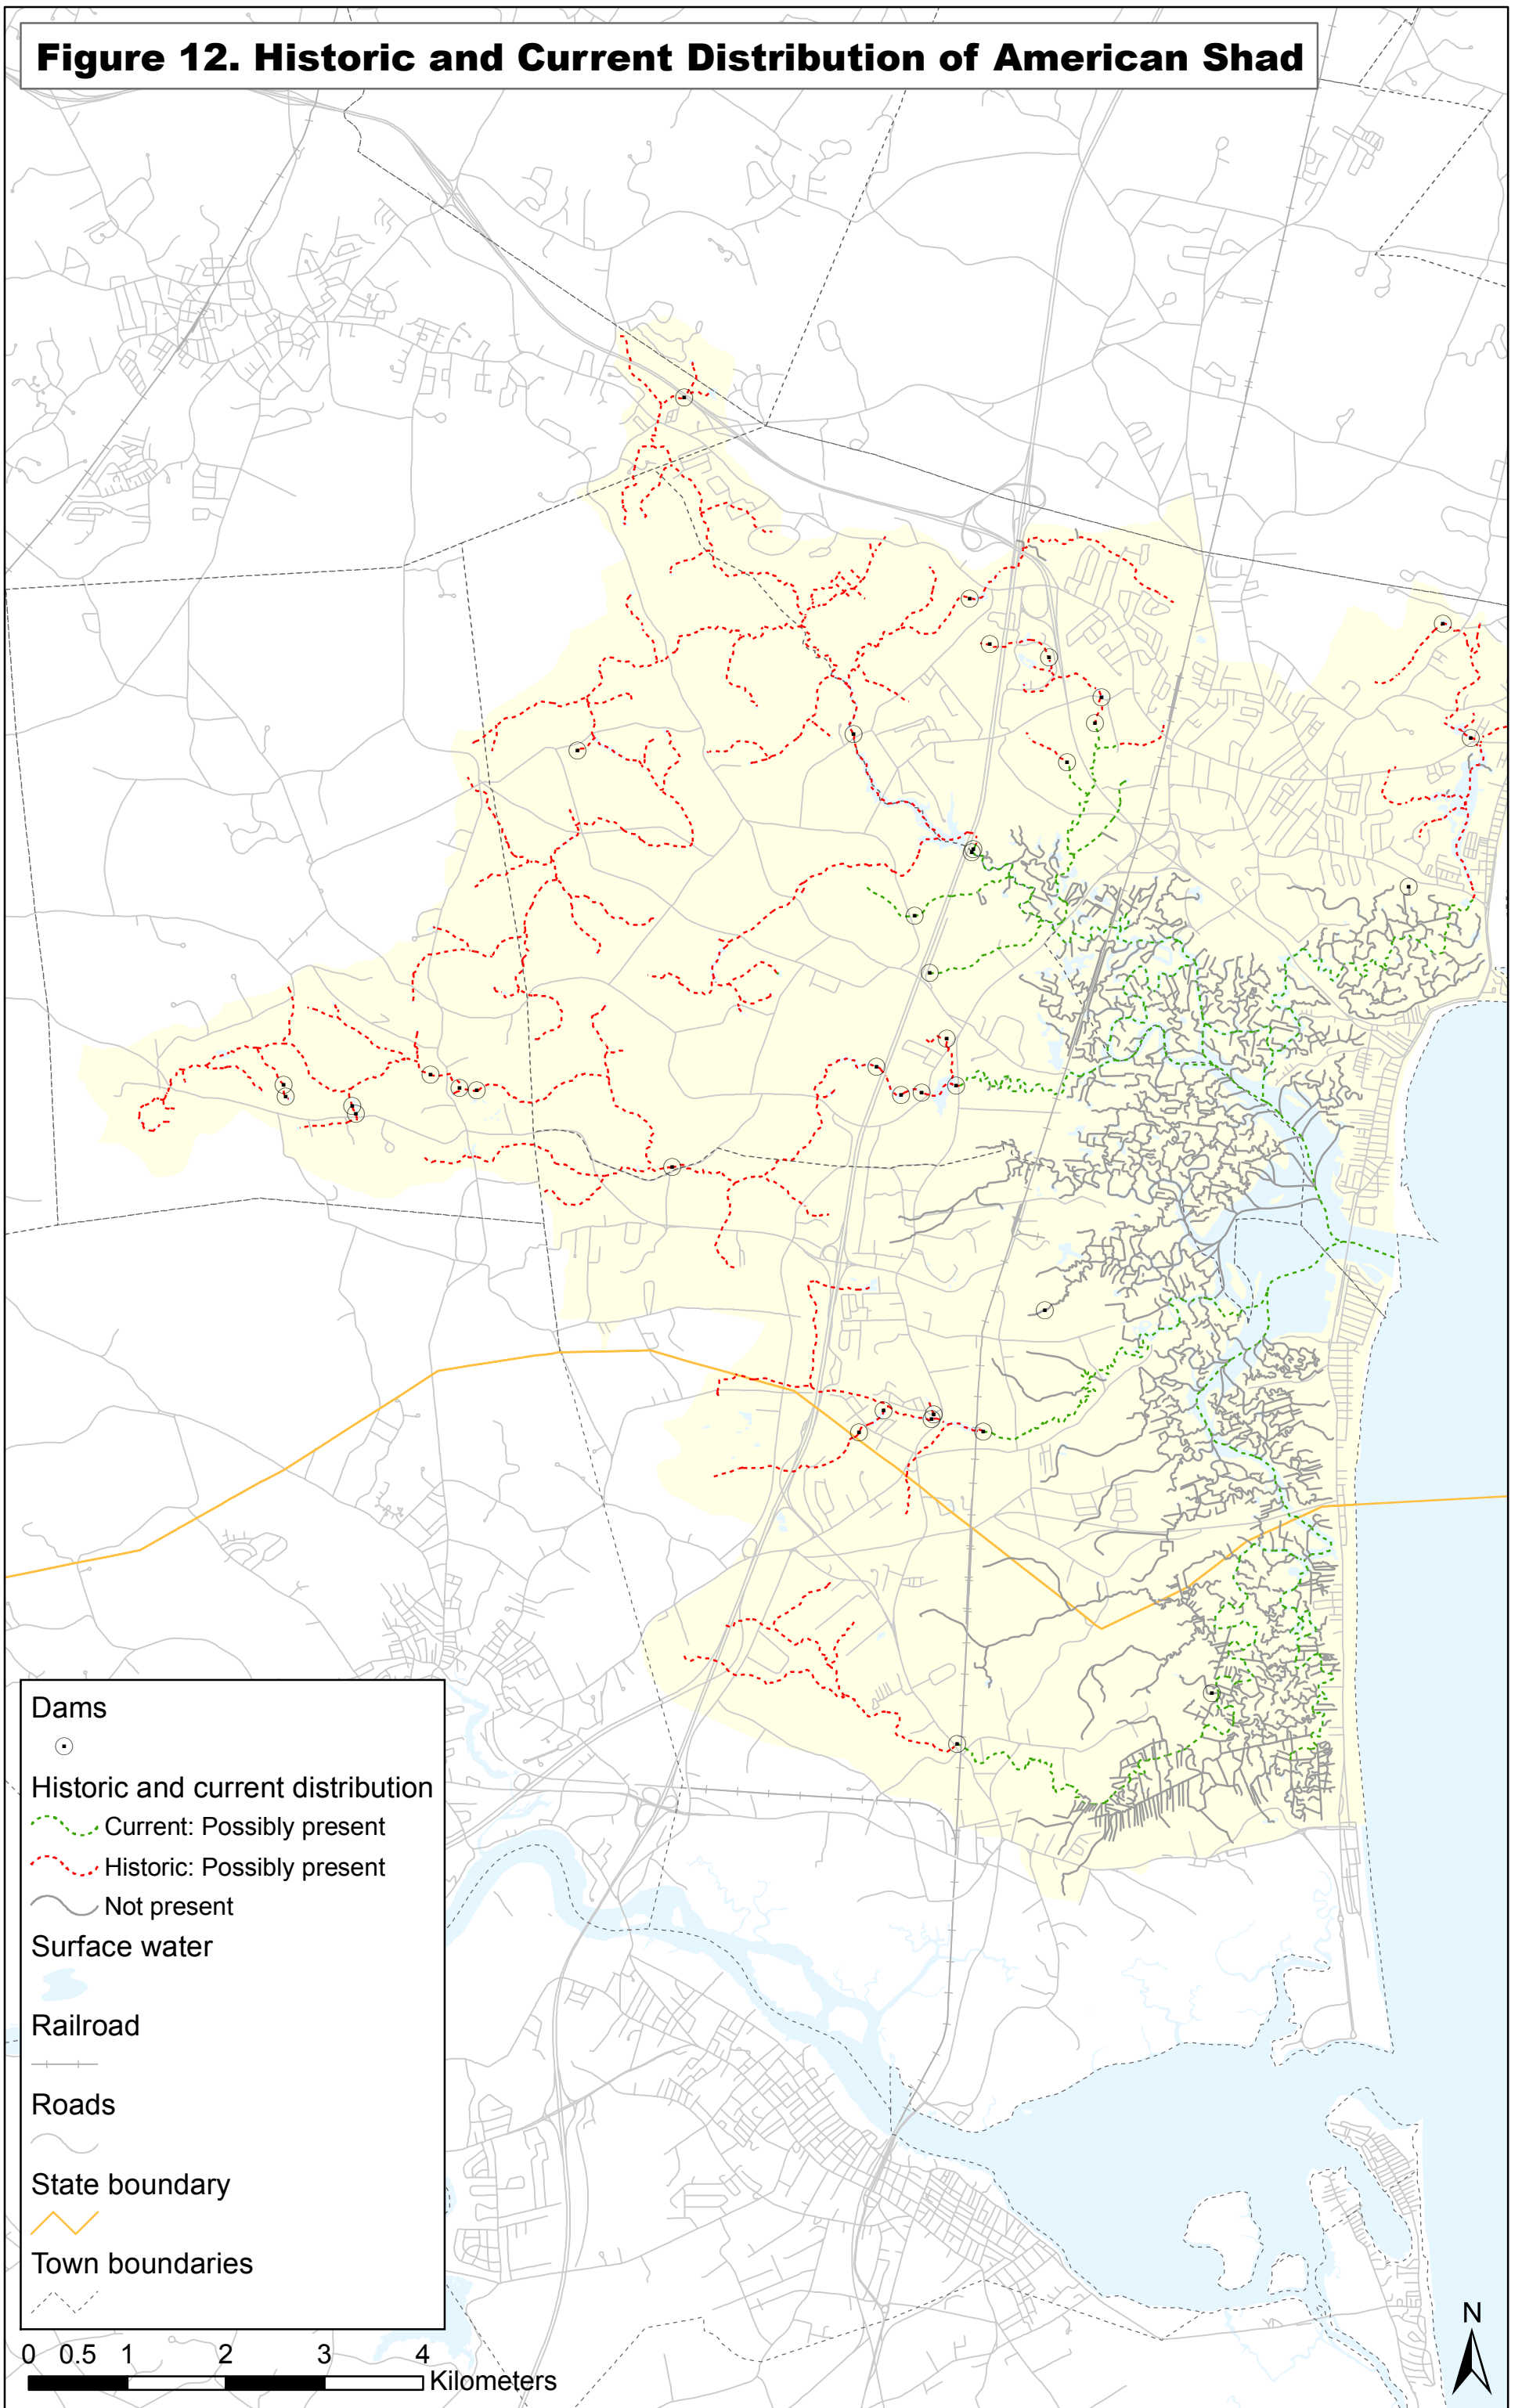 Figure 12. Historic and Current Distribution of American Shad
Dams
Historic and current distribution
Current: Possibly present
Historic: Possibly present
Not present
Surface water
Railroad
Roads
State boundary
Town boundaries
0 0.5 1 2 3 4
Kilometers
N